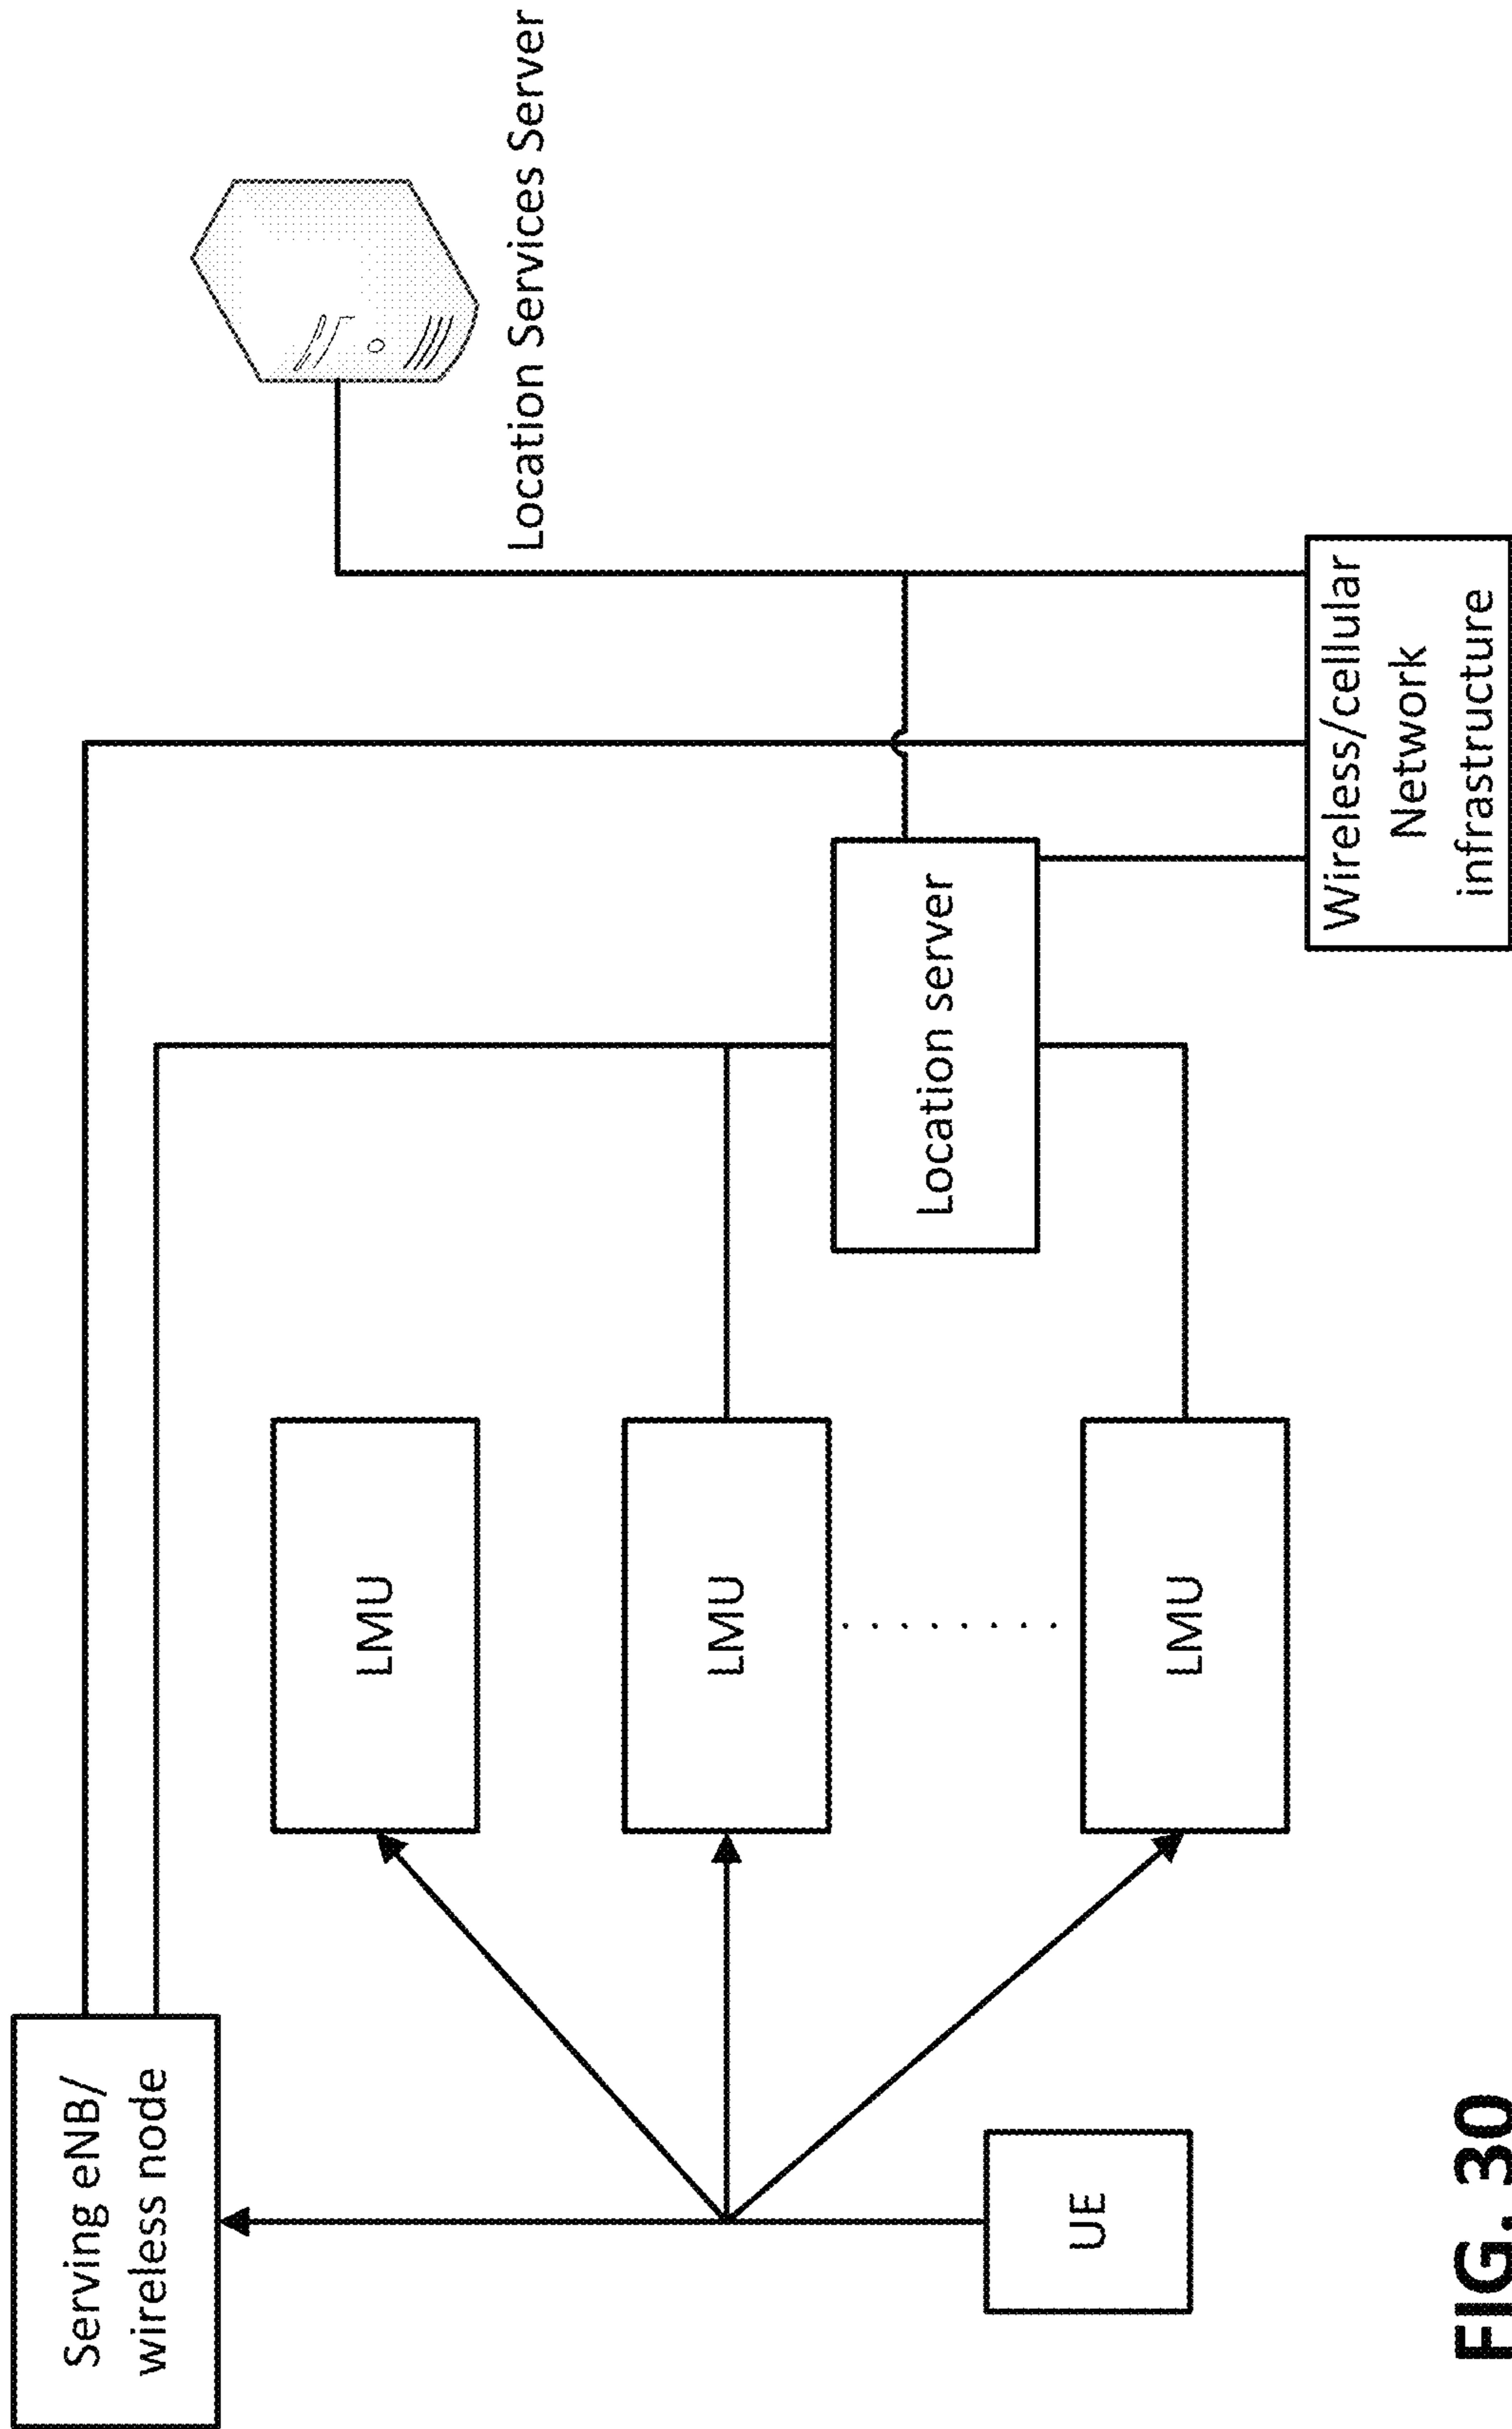 Serving eNB/
wireless node
UE
LMU
LMU
LMU
Location server
Location Services Server
Wireless/cellular
Network
infrastructure
FIG. 30